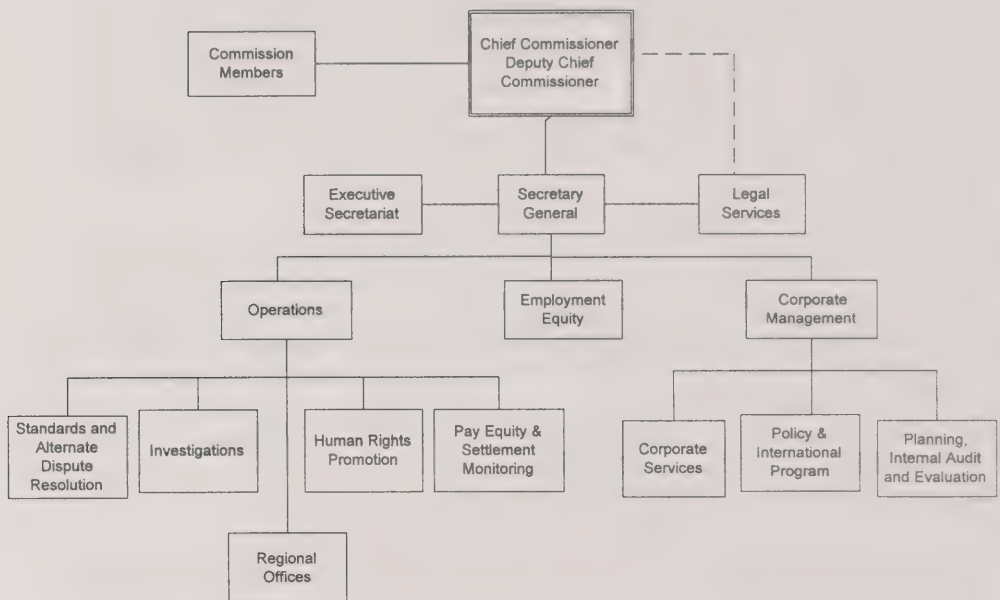 Commission
Members
Chief Commissioner
Deputy Chief
Commissioner
Executive
Secretariat
Secretary
General
Legal
Services
Operations
Employment
Equity
Corporate
Management
Standards and
Alternate
Dispute
Resolution
Investigations
Human Rights
Promotion
Pay Equity &
Settlement
Monitoring
Corporate
Services
Policy &
International
Program
Planning,
Internal Audit
and Evaluation
Regional
Offices